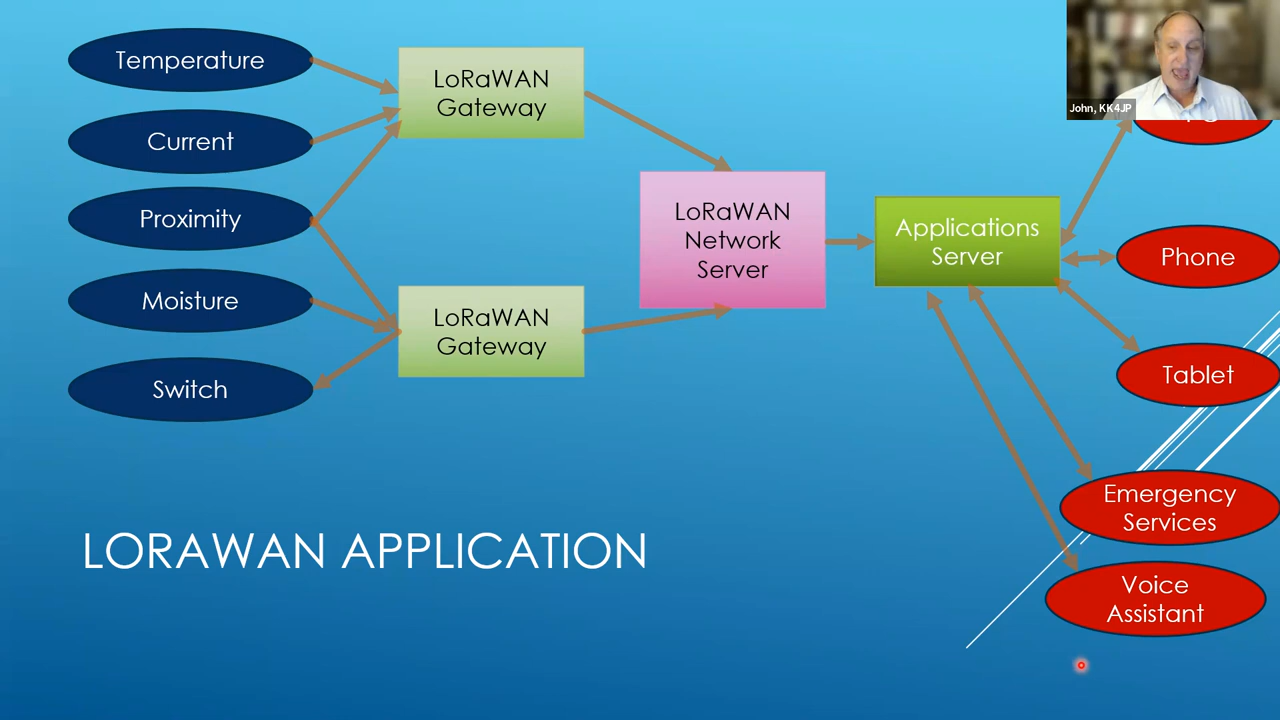 Temperature
Current
Proximity
Moisture
Switch
LoRaWAN
Gateway
LoRaWAN
Gateway
LoRaWAN
Network
Server
Applications
Server
John, KK4JP
Phone
Tablet
Emergency
Services
Voice
Assistant
LORAWAN APPLICATION